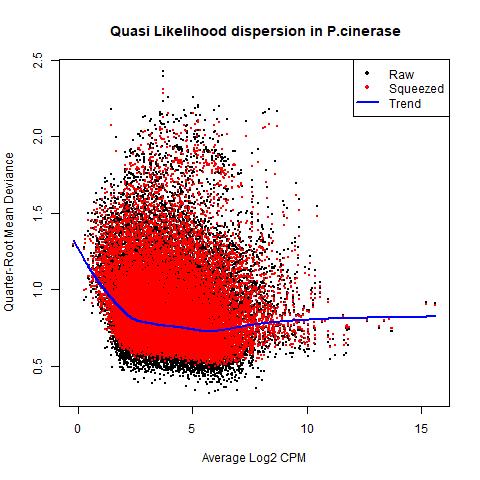 Quasi Likelihood dispersion in P.cinerase
Raw
Squeezed
Trend
Quarter-Root Mean Deviance
2.5
2.0
1.5
1.0
0.5
0 5 10 15
Average Log2 CPM